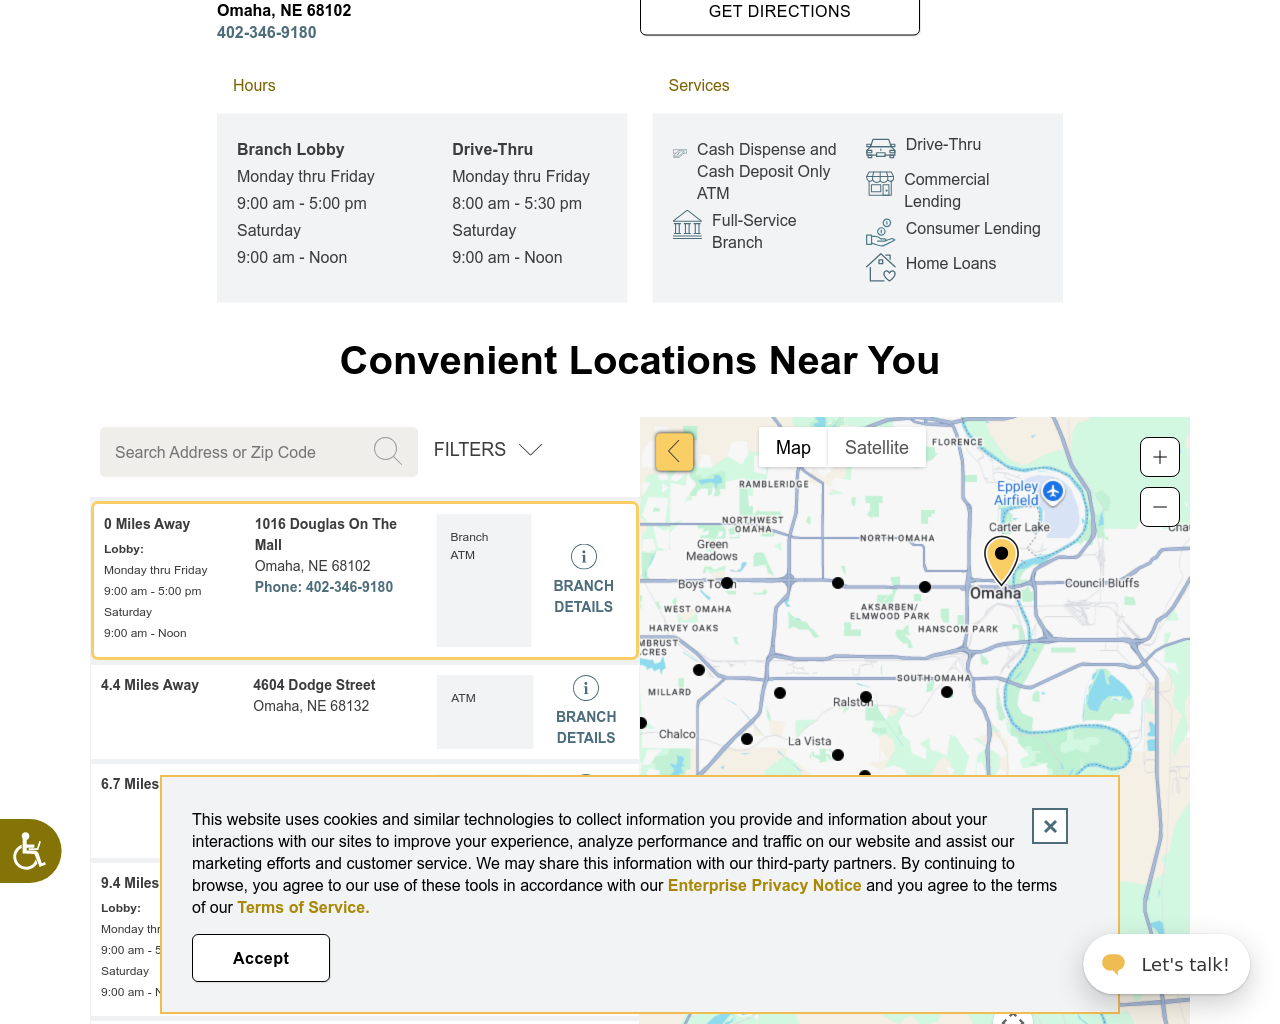 Omaha, NE 68102
402-346-9180
GET DIRECTIONS
Hours
Branch Lobby
Monday thru Friday
9:00 am - 5:00 pm
Saturday
9:00 am - Noon
Drive-Thru
Monday thru Friday
8:00 am - 5:30 pm
Saturday
9:00 am - Noon
Services
Cash Dispense and
Cash Deposit Only
ATM
Full-Service
Branch
Drive-Thru
Commercial
Lending
Consumer Lending
Home Loans
Convenient Locations Near You
Search Address or Zip Code
FILTERS
0 Miles Away
Lobby:
Monday thru Friday
9:00 am - 5:00 pm
Saturday
9:00 am - Noon
1016 Douglas On The
Mall
Omaha, NE 68102
Phone: 402-346-9180
Branch
ATM
BRANCH
DETAILS
4.4 Miles Away
4604 Dodge Street
Omaha, NE 68132
ATM
BRANCH
DETAILS
6.7 Miles
9.4 Miles
Lobby:
Monday thr
9:00 am - 5
Saturday
9:00 am - N
Map
Satellite
FLORENCE
Eppley
Airfield
RAMBLERIDGE
NORTHWEST
OMAHA
Carter Lake
NORTH-OMAHA
Green
Meadows
Boys Town
Omaha
Council Bluffs
WEST OMAHA
AKSARBEN/
ELMWOOD PARK
HARVEY OAKS
HANSCOM PARK
MBRUST
CRES
SOUTH-OMAHA
MILLARD
Ralston
Chalco
La Vista
This website uses cookies and similar technologies to collect information you provide and information about your
interactions with our sites to improve your experience, analyze performance and traffic on our website and assist our
marketing efforts and customer service. We may share this information with our third-party partners. By continuing to
browse, you agree to our use of these tools in accordance with our Enterprise Privacy Notice and you agree to the terms
of our Terms of Service.
Accept
Let's talk!